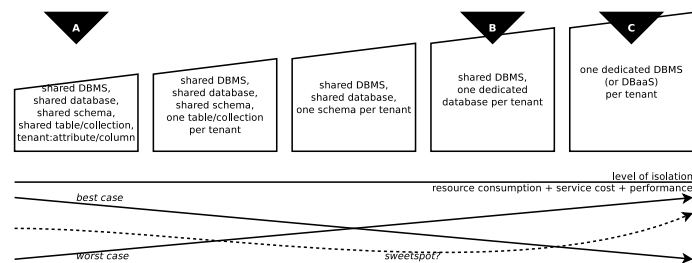 A
B
C
shared DBMS,
shared database,
shared schema,
shared table/collection,
tenant:attribute/column
shared DBMS,
shared database,
shared schema,
one table/collection
per tenant
shared DBMS,
shared database,
one schema per tenant
shared DBMS,
one dedicated
database per tenant
one dedicated DBMS
(or DBaaS)
per tenant
level of isolation
resource consumption + service cost + performance
best case
worst case
sweetspot?